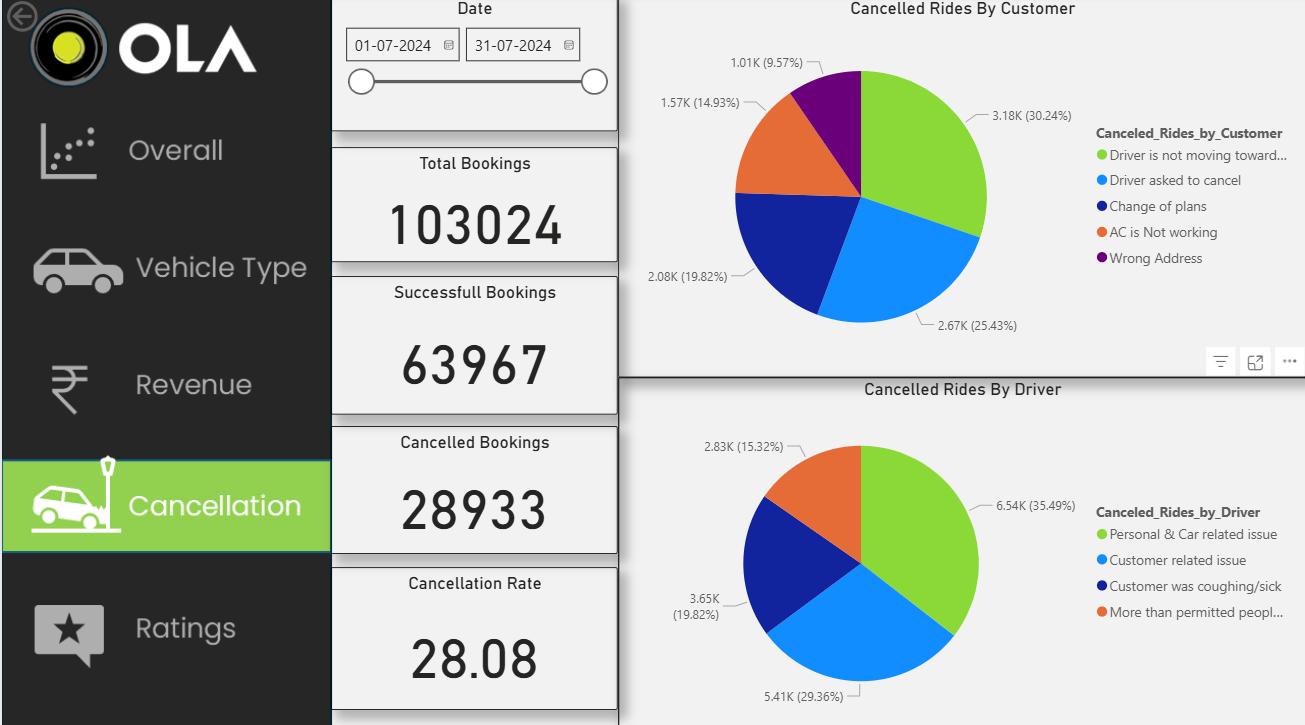 OLA
Overall
Vehicle Type
Revenue
Cancellation
Ratings
Date
01-07-2024
31-07-2024
Total Bookings
103024
Successfull Bookings
63967
Cancelled Bookings
28933
Cancellation Rate
28.08
Cancelled Rides By Customer
1.01K (9.57%)
1.57K (14.93%)
3.18K (30.24%)
2.08K (19.82%)
2.67K (25.43%)
Canceled_Rides_by_Customer
Driver is not moving toward...
Driver asked to cancel
Change of plans
AC is Not working
Wrong Address
Cancelled Rides By Driver
2.83K (15.32%)
6.54K (35.49%)
3.65K
(19.82%)
5.41K (29.36%)
Canceled_Rides_by_Driver
Personal & Car related issue
Customer related issue
Customer was coughing/sick
More than permitted peopl...